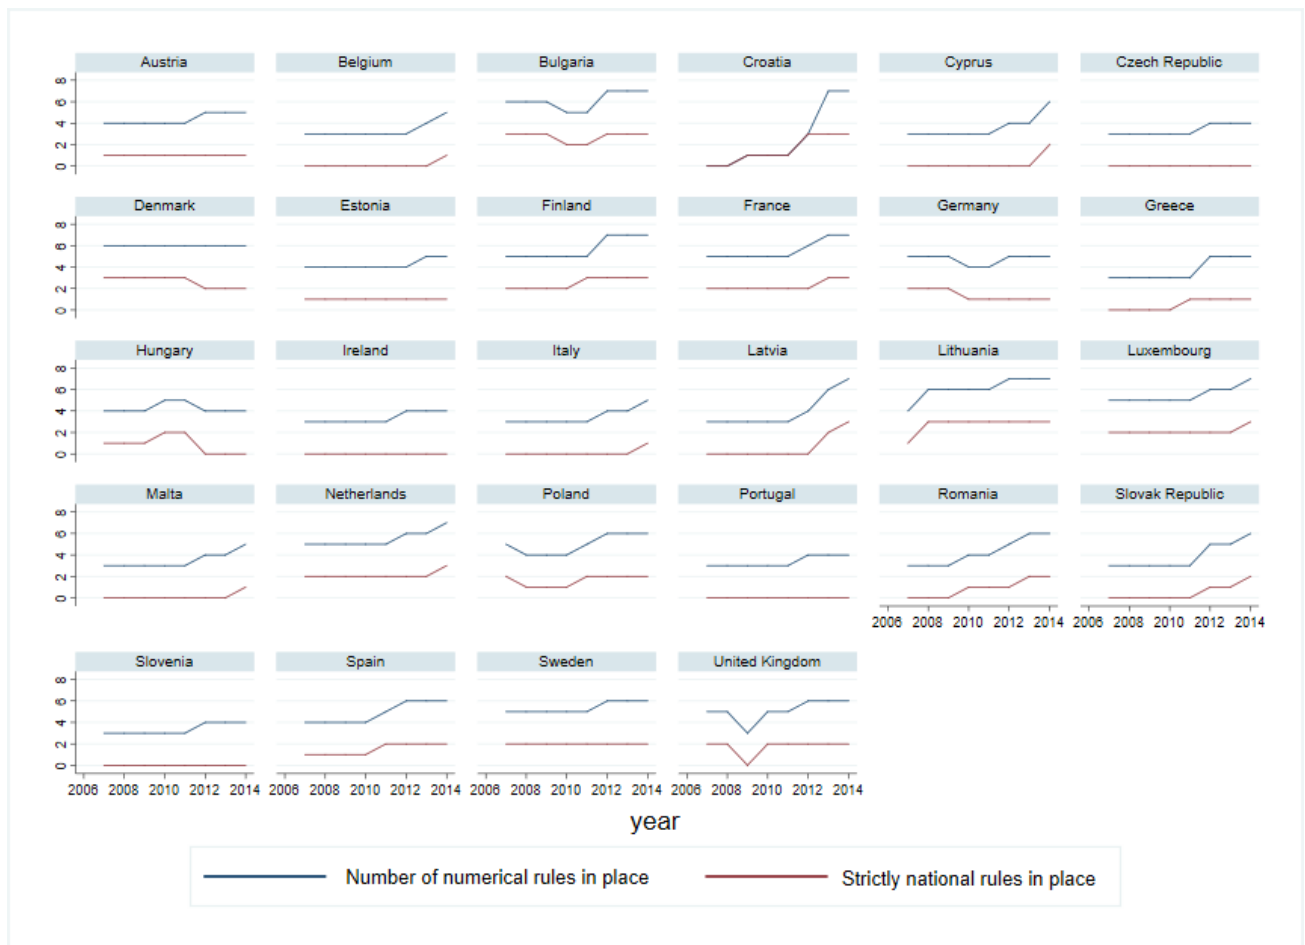 Austria Belgium Bulgaria Croatia Cyprus Czech Republic
8
6
4
2
0
Denmark Estonia Finland France Germany Greece
8
6
4
2
0
Hungary Ireland Italy Latvia Lithuania Luxembourg
8
6
4
2
0
Malta Netherlands Poland Portugal Romania Slovak Republic
8
6
4
2
0
2006 2008 2010 2012 2014 2006 2008 2010 2012 2014
Slovenia Spain Sweden United Kingdom
8
6
4
2
0
2006 2008 2010 2012 2014 2006 2008 2010 2012 2014 2006 2008 2010 2012 2014 2006 2008 2010 2012 2014
year
Number of numerical rules in place Strictly national rules in place